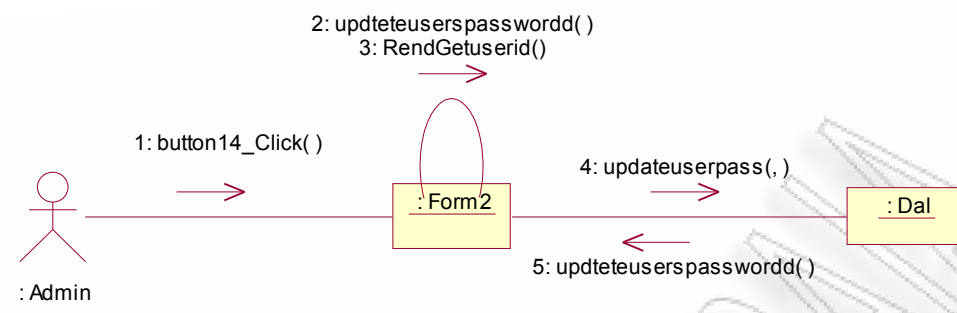 2: updteteuserspasswordd( )
3: RendGetuserid()
1: button14_Click( )
4: updateuserpass(, )
: Form2
: Dal
5: updteteuserspasswordd( )
: Admin